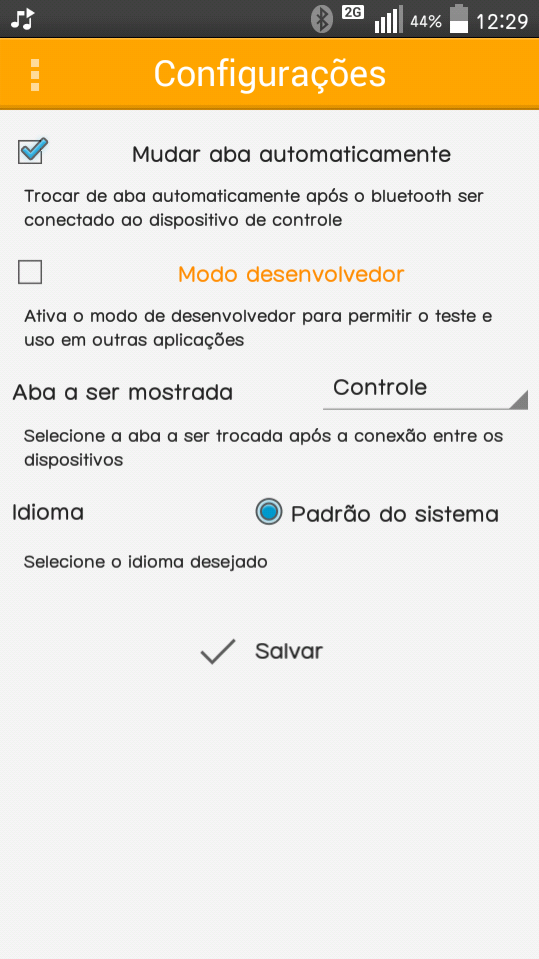 2G 44% 12:29
Configurações
Mudar aba automaticamente
Trocar de aba automaticamente após o bluetooth ser
conectado ao dispositivo de controle
Modo desenvolvedor
Ativa o modo de desenvolvedor para permitir o teste e
uso em outras aplicações
Aba a ser mostrada Controle
Selecione a aba a ser trocada após a conexão entre os
dispositivos
Idioma Padrão do sistema
Selecione o idioma desejado
Salvar